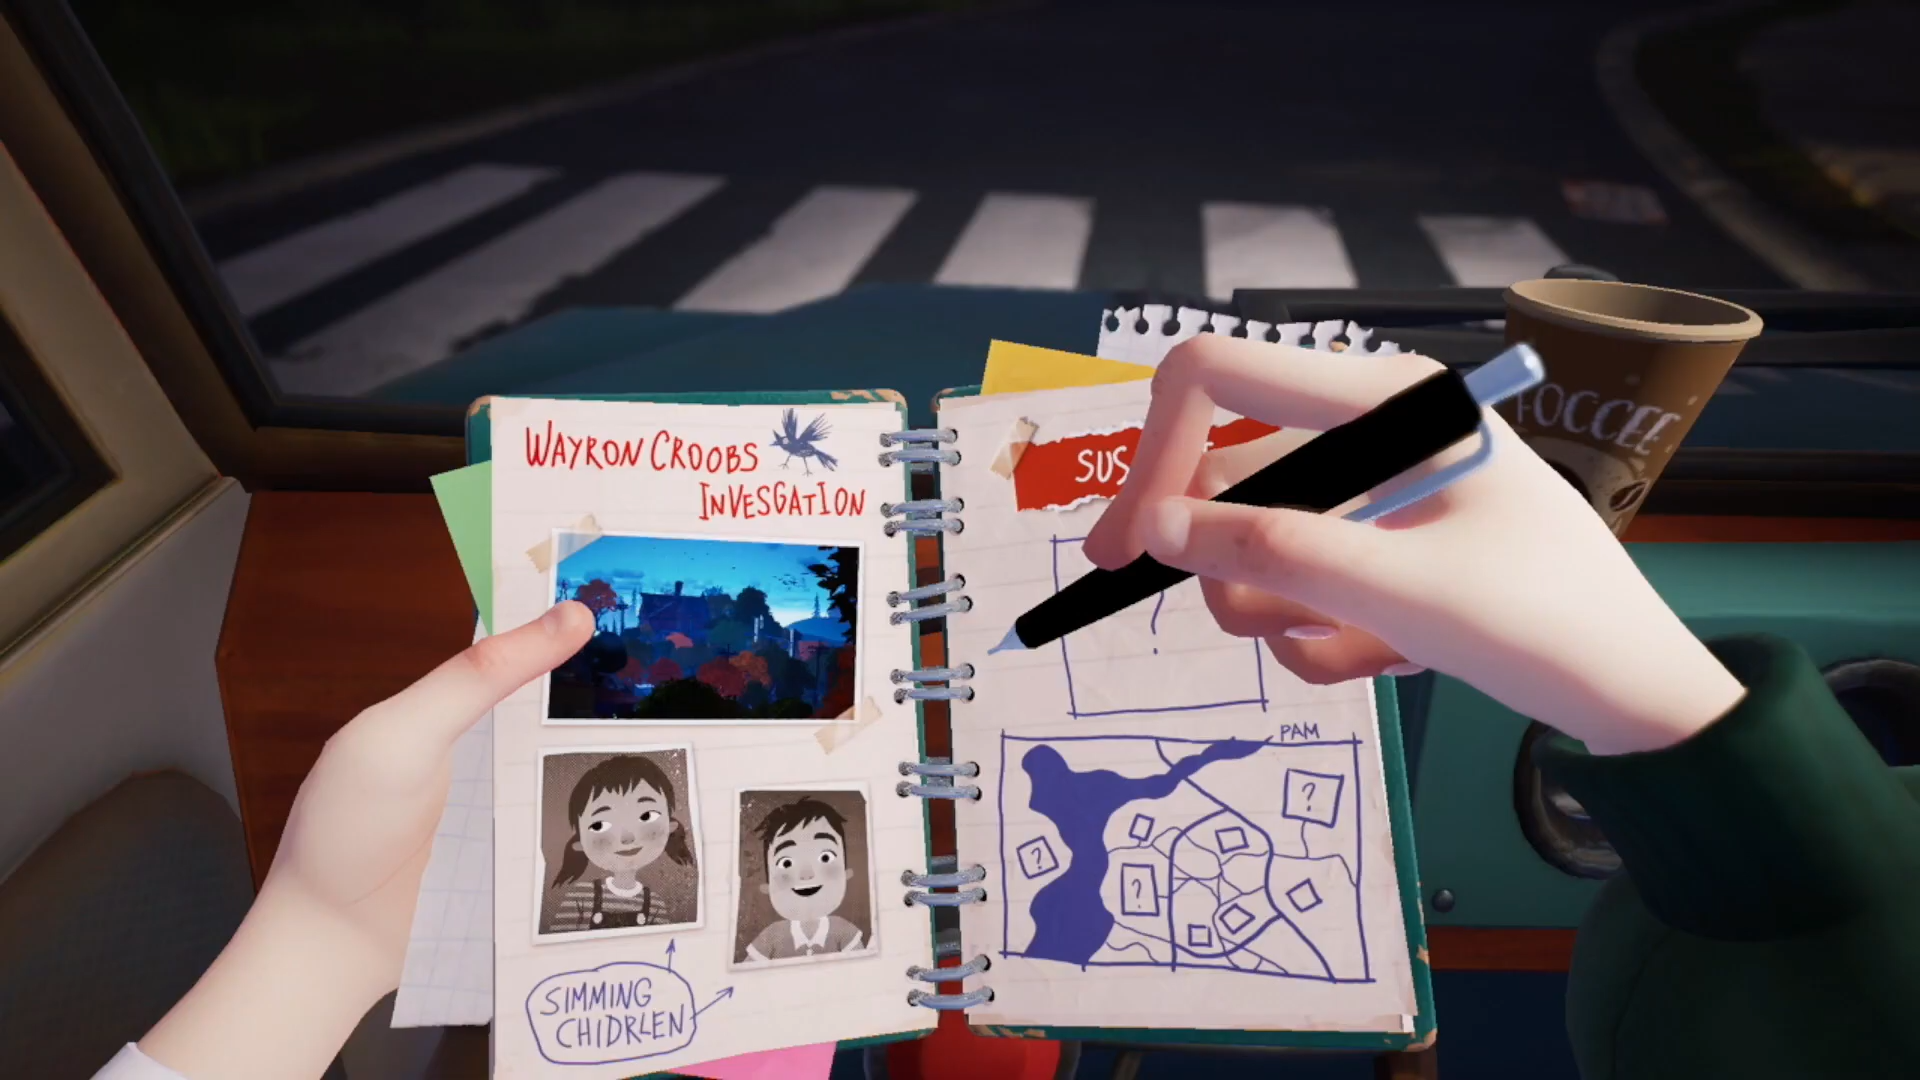 WAYRON CROOBS
INVESGATION
SUS
?
PAM
?
?
?
SIMMING
CHIDRLEN
FOCCEE